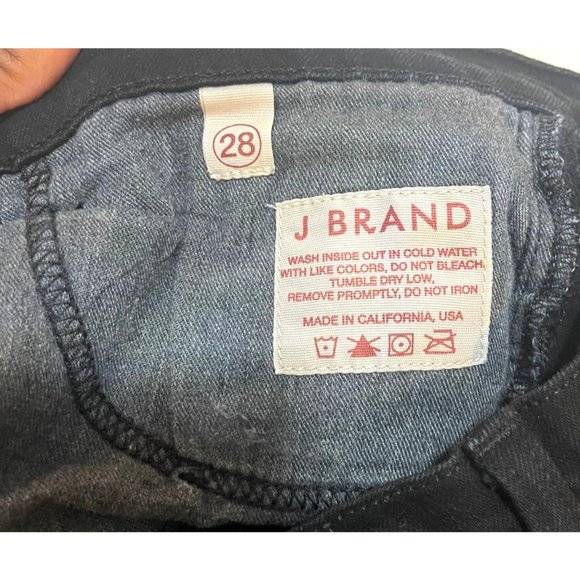 28
J BRAND
WASH INSIDE OUT IN COLD WATER
WITH LIKE COLORS, DO NOT BLEACH,
TUMBLE DRY LOW,
REMOVE PROMPTLY, DO NOT IRON
MADE IN CALIFORNIA, USA